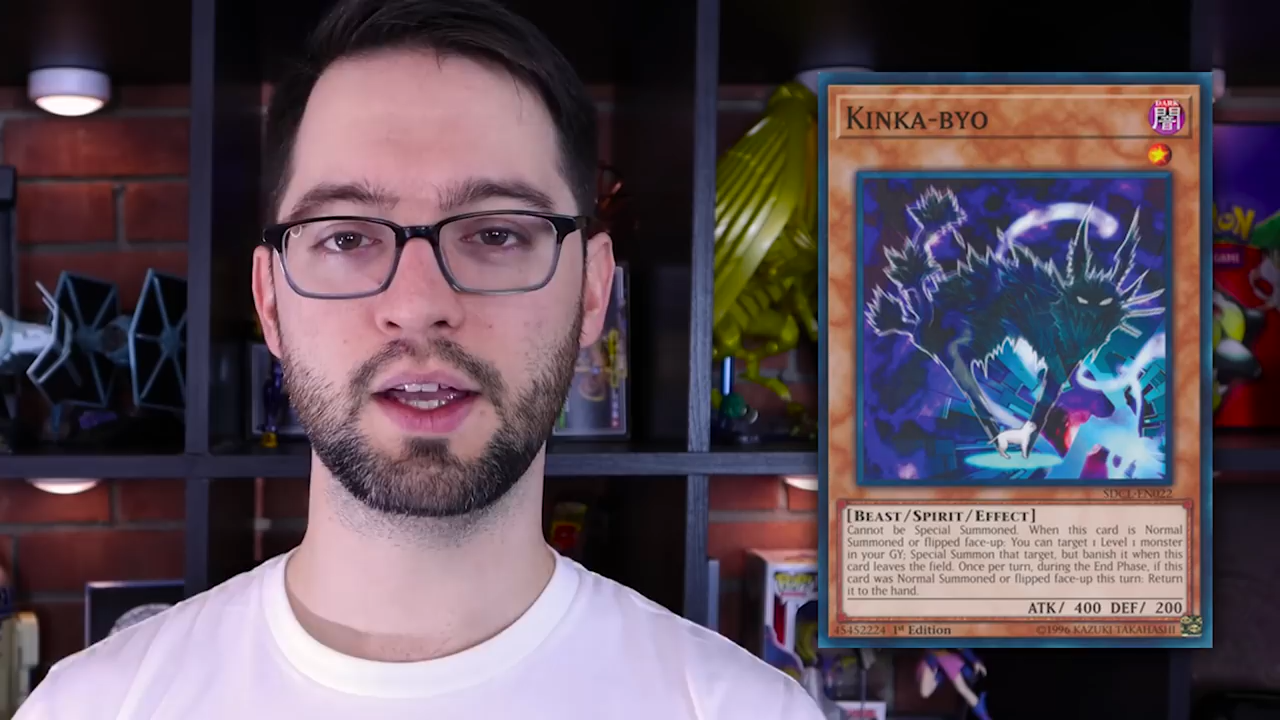 KINKA-BYO
DARK
闇
[BEAST/SPIRIT/EFFECT]
Cannot be Special Summoned. When this card is Normal
Summoned or flipped face-up: You can target 1 Level 1 monster
in your GY; Special Summon that target, but banish it when this
card leaves the field. Once per turn, during the End Phase, if this
card was Normal Summoned or flipped face-up this turn: Return
it to the hand.
ATK/ 400 DEF/ 200
SDCL-EN022
45452224 1st Edition
©1996 KAZUKI TAKAHASHI
GAME